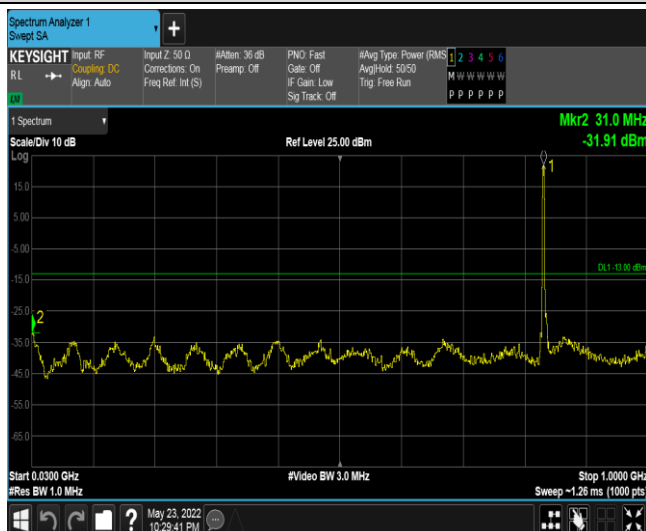 Spectrum Analyzer 1
Swept SA
+
KEYSIGHT Input: RF Input Z: 50 Ω #Atten: 36 dB PNO: Fast #Avg Type: Power (RMS 1 2 3 4 5 6
RL Coupling: DC Corrections: On Preamp: Off Gate: Off Avg|Hold: 50/50 M W W W W W
Align: Auto Freq Ref: Int (S) IF Gain: Low Trig: Free Run
Sig Track: Off P P P P P P
1 Spectrum Mkr2 31.0 MHz
Scale/Div 10 dB Ref Level 25.00 dBm -31.91 dBm
Log
1
15.0
5.00
-5.00
DL1 -13.00 dBm
-15.0
-25.0
2
-35.0
-45.0
-55.0
-65.0
Start 0.0300 GHz #Video BW 3.0 MHz Stop 1.0000 GHz
#Res BW 1.0 MHz Sweep ~1.26 ms (1000 pts)
? May 23, 2022
10:29:41 PM